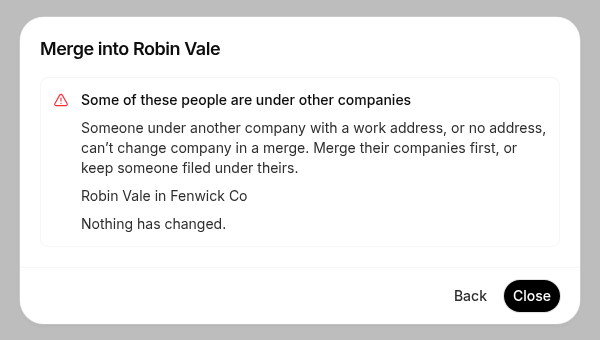 Merge into Robin Vale
Some of these people are under other companies
Someone under another company with a work address, or no address,
can’t change company in a merge. Merge their companies first, or
keep someone filed under theirs.
Robin Vale in Fenwick Co
Nothing has changed.
Back Close